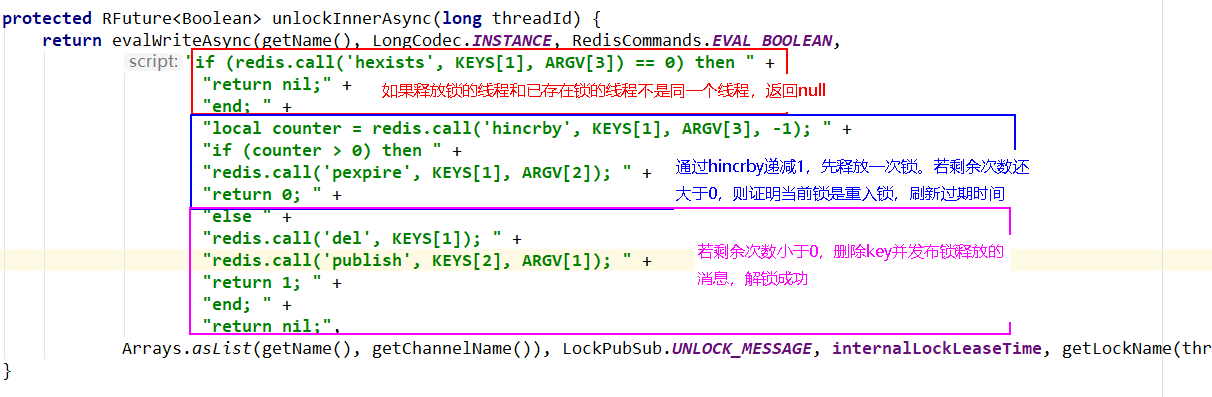 protected RFuture<Boolean> unlockInnerAsync(long threadId) {
return evalWriteAsync(getName(), LongCodec.INSTANCE, RedisCommands.EVAL_BOOLEAN,
script: "if (redis.call('hexists', KEYS[1], ARGV[3]) == 0) then " +
"return nil;" + 如果释放锁的线程和已存在锁的线程不是同一个线程，返回null
"end; " +
"local counter = redis.call('hincrby', KEYS[1], ARGV[3], -1); " +
"if (counter > 0) then " +
通过hincrby递减1，先释放一次锁。若剩余次数还
"redis.call('pexpire', KEYS[1], ARGV[2]); " +
"return 0; " + 大于0，则证明当前锁是重入锁，刷新过期时间
"else " +
"redis.call('del', KEYS[1]); " +
若剩余次数小于0，删除key并发布锁释放的
"redis.call('publish', KEYS[2], ARGV[1]); " +
"return 1; " + 消息，解锁成功
"end; " +
"return nil;",
Arrays.asList(getName(), getChannelName()), LockPubSub.UNLOCK_MESSAGE, internalLockLeaseTime, getLockName(thr
}